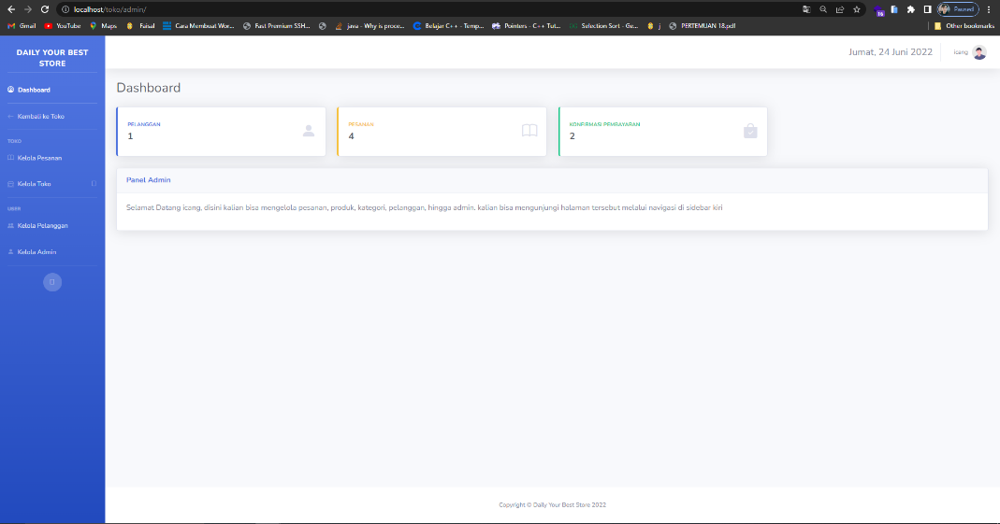 localhost/toko/admin/
16
Paused
Gmail
YouTube
Maps
Faisal
Cara Membuat Wor...
Fast Premium SSH...
java - Why is proce...
Belajar C++ - Temp...
Pointers - C++ Tut...
Selection Sort - Ge...
j
PERTEMUAN 18.pdf
Other bookmarks
DAILY YOUR BEST
STORE
Dashboard
Kembali ke Toko
TOKO
Kelola Pesanan
Kelola Toko
USER
Kelola Pelanggan
Kelola Admin
Jumat, 24 Juni 2022
icang
Dashboard
PELANGGAN
1
PESANAN
4
KONFIRMASI PEMBAYARAN
2
Panel Admin
Selamat Datang icang, disini kalian bisa mengelola pesanan, produk, kategori, pelanggan, hingga admin. kalian bisa mengunjungi halaman tersebut melalui navigasi di sidebar kiri
Copyright © Daily Your Best Store 2022